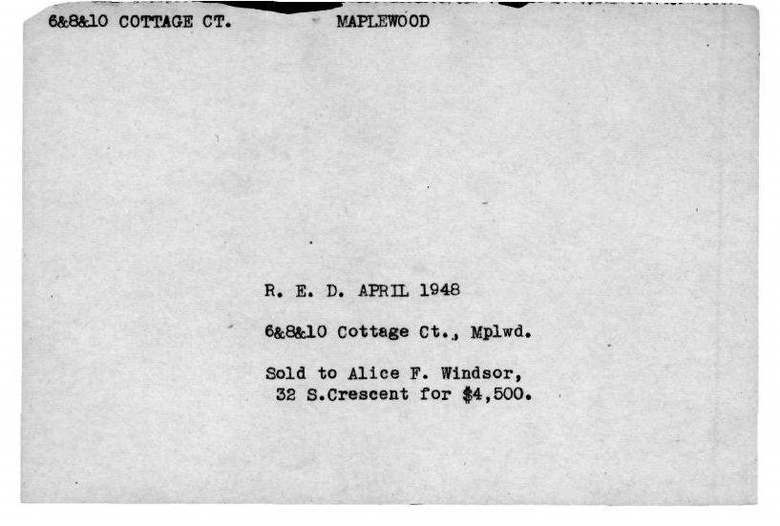 6&8&10 COTTAGE CT. MAPLEWOOD
R. E. D. APRIL 1948
6&8&10 Cottage Ct., Mplwd.
Sold to Alice F. Windsor,
32 S.Crescent for $4,500.